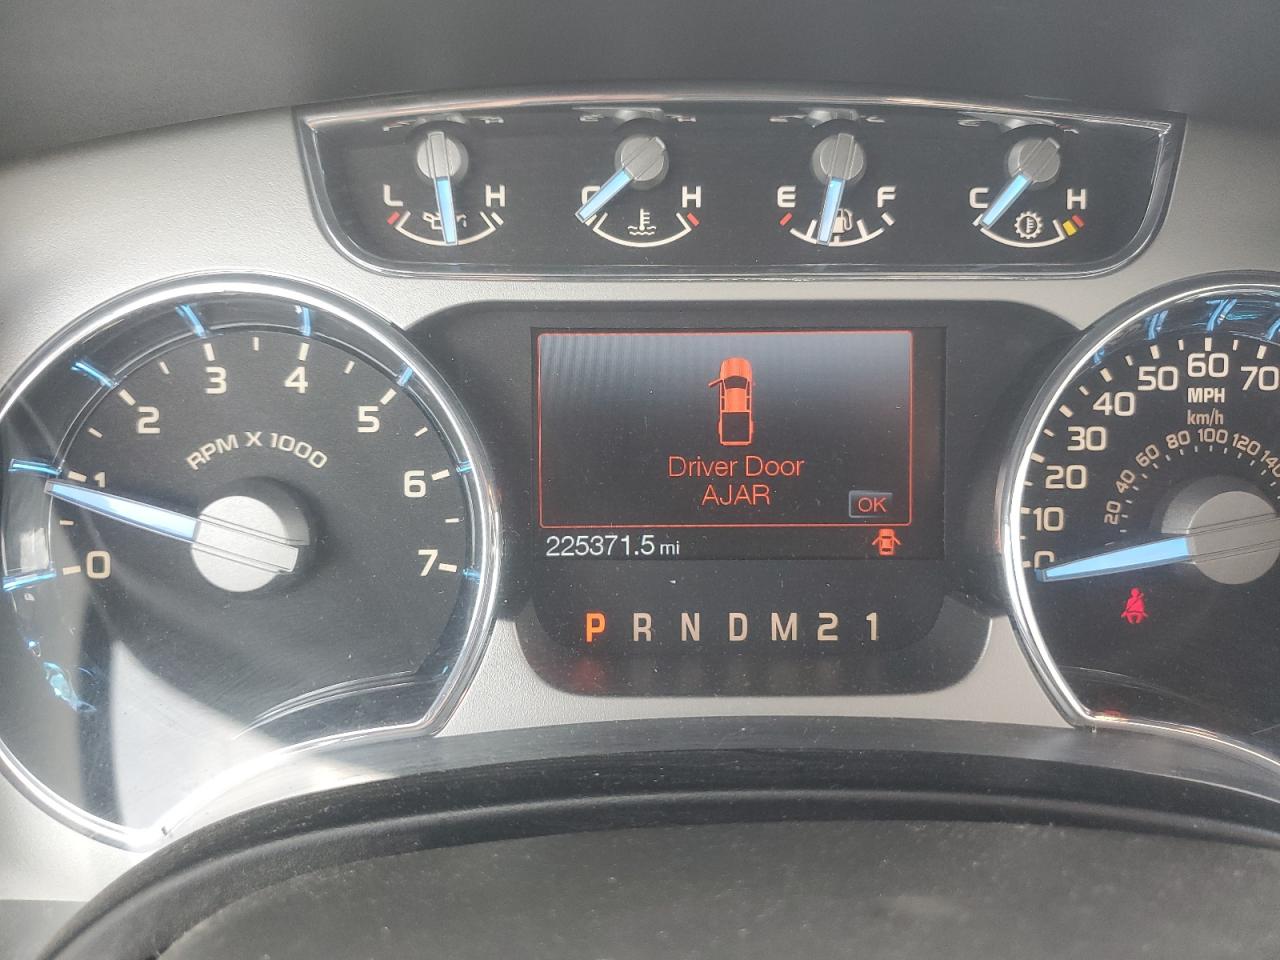 L H C H E F C H
0 1 2 3 4 5 6 7
RPM X 1000
Driver Door
AJAR
OK
225371.5 mi
P R N D M 2 1
0 10 20 30 40 50 60 70
MPH
km/h
20 40 60 80 100 120 140